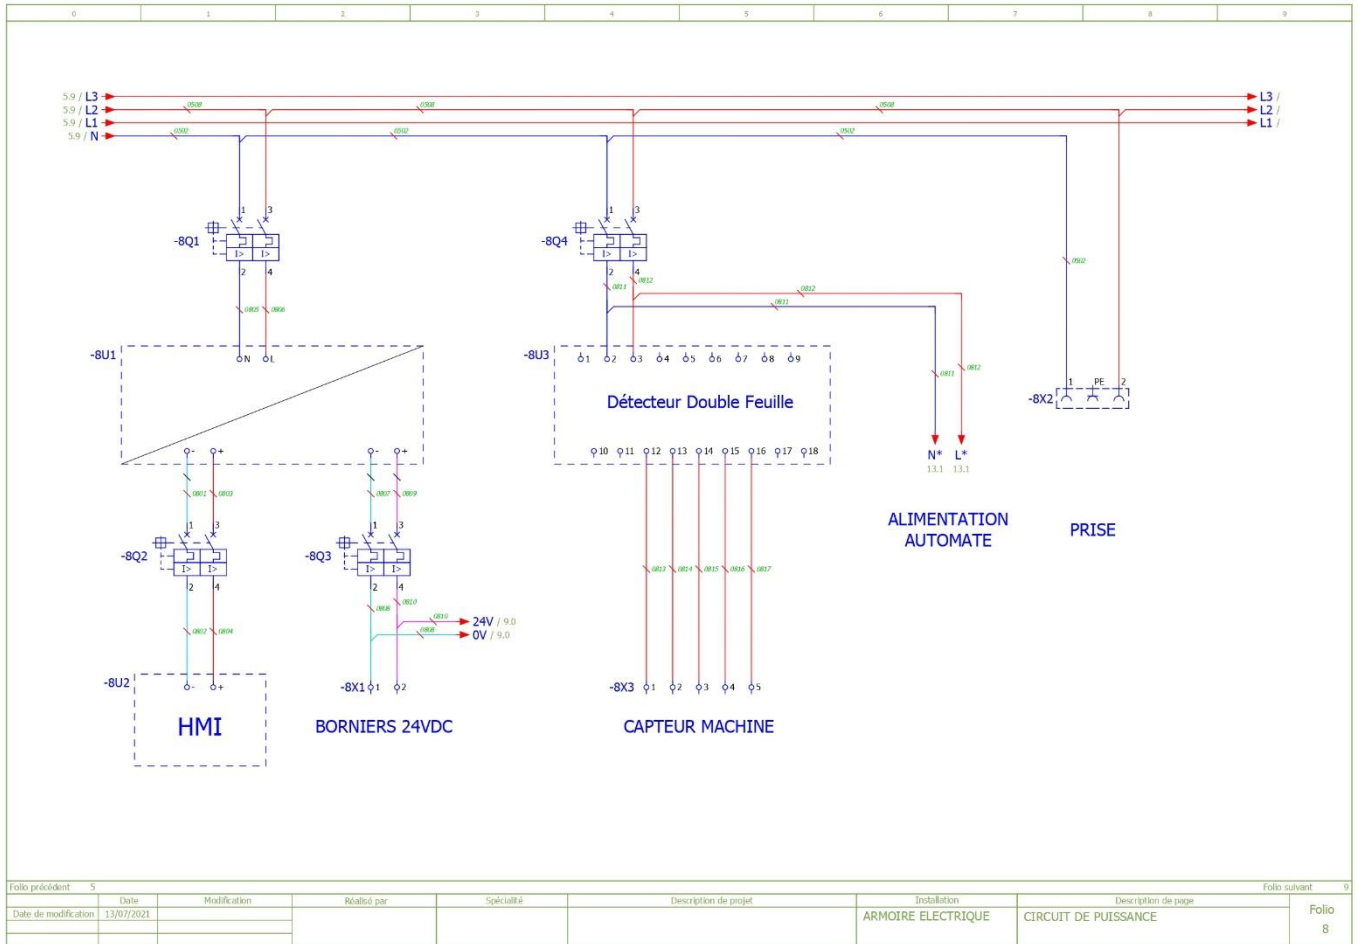 0 1 2 3 4 5 6 7 8 9
5.9 / L3 L3 /
5.9 / L2 0508 0508 0508 L2 /
5.9 / L1 L1 /
5.9 / N 0502 0502 0502
1 3 1 3
-8Q1 -8Q4
I> I> I> I>
2 4 2 4
0502
0811 0812
0812
0811
0805 0806
-8U1 N L
-8U3 1 2 3 4 5 6 7 8 9
0811 0812
Détecteur Double Feuille
-8X2 1 PE 2
- + - +
10 11 12 13 14 15 16 17 18
N* L*
13.1 13.1
0801 0803 0807 0809
ALIMENTATION
AUTOMATE
PRISE
1 3 1 3
-8Q2 -8Q3
I> I> I> I>
2 4 2 4
0813 0814 0815 0816 0817
0808 0810
0810 24V / 9.0
0802 0804 0808 0V / 9.0
-8U2 - +
-8X1 1 2
-8X3 1 2 3 4 5
HMI
BORNIERS 24VDC
CAPTEUR MACHINE
Folio précédent 5 Folio suivant 9
Date Modification Réalisé par Spécialité Description de projet Installation Description de page
Date de modification 13/07/2021 ARMOIRE ELECTRIQUE CIRCUIT DE PUISSANCE
Folio
8